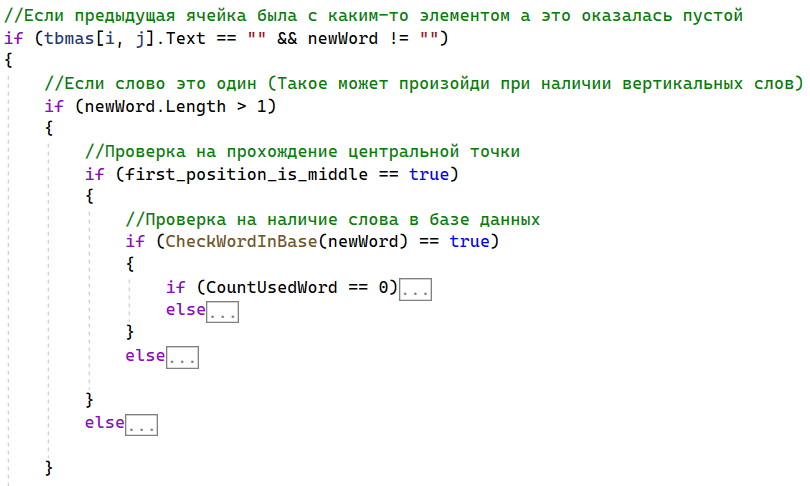 //Если предыдущая ячейка была с каким-то элементом а это оказалась пустой
if (tbmas[i, j].Text == "" && newWord != "")
{
//Если слово это один (Такое может произойди при наличии вертикальных слов)
if (newWord.Length > 1)
{
//Проверка на прохождение центральной точки
if (first_position_is_middle == true)
{
//Проверка на наличие слова в базе данных
if (CheckWordInBase(newWord) == true)
{
if (CountUsedWord == 0)...
else...
}
else...
}
else...
}